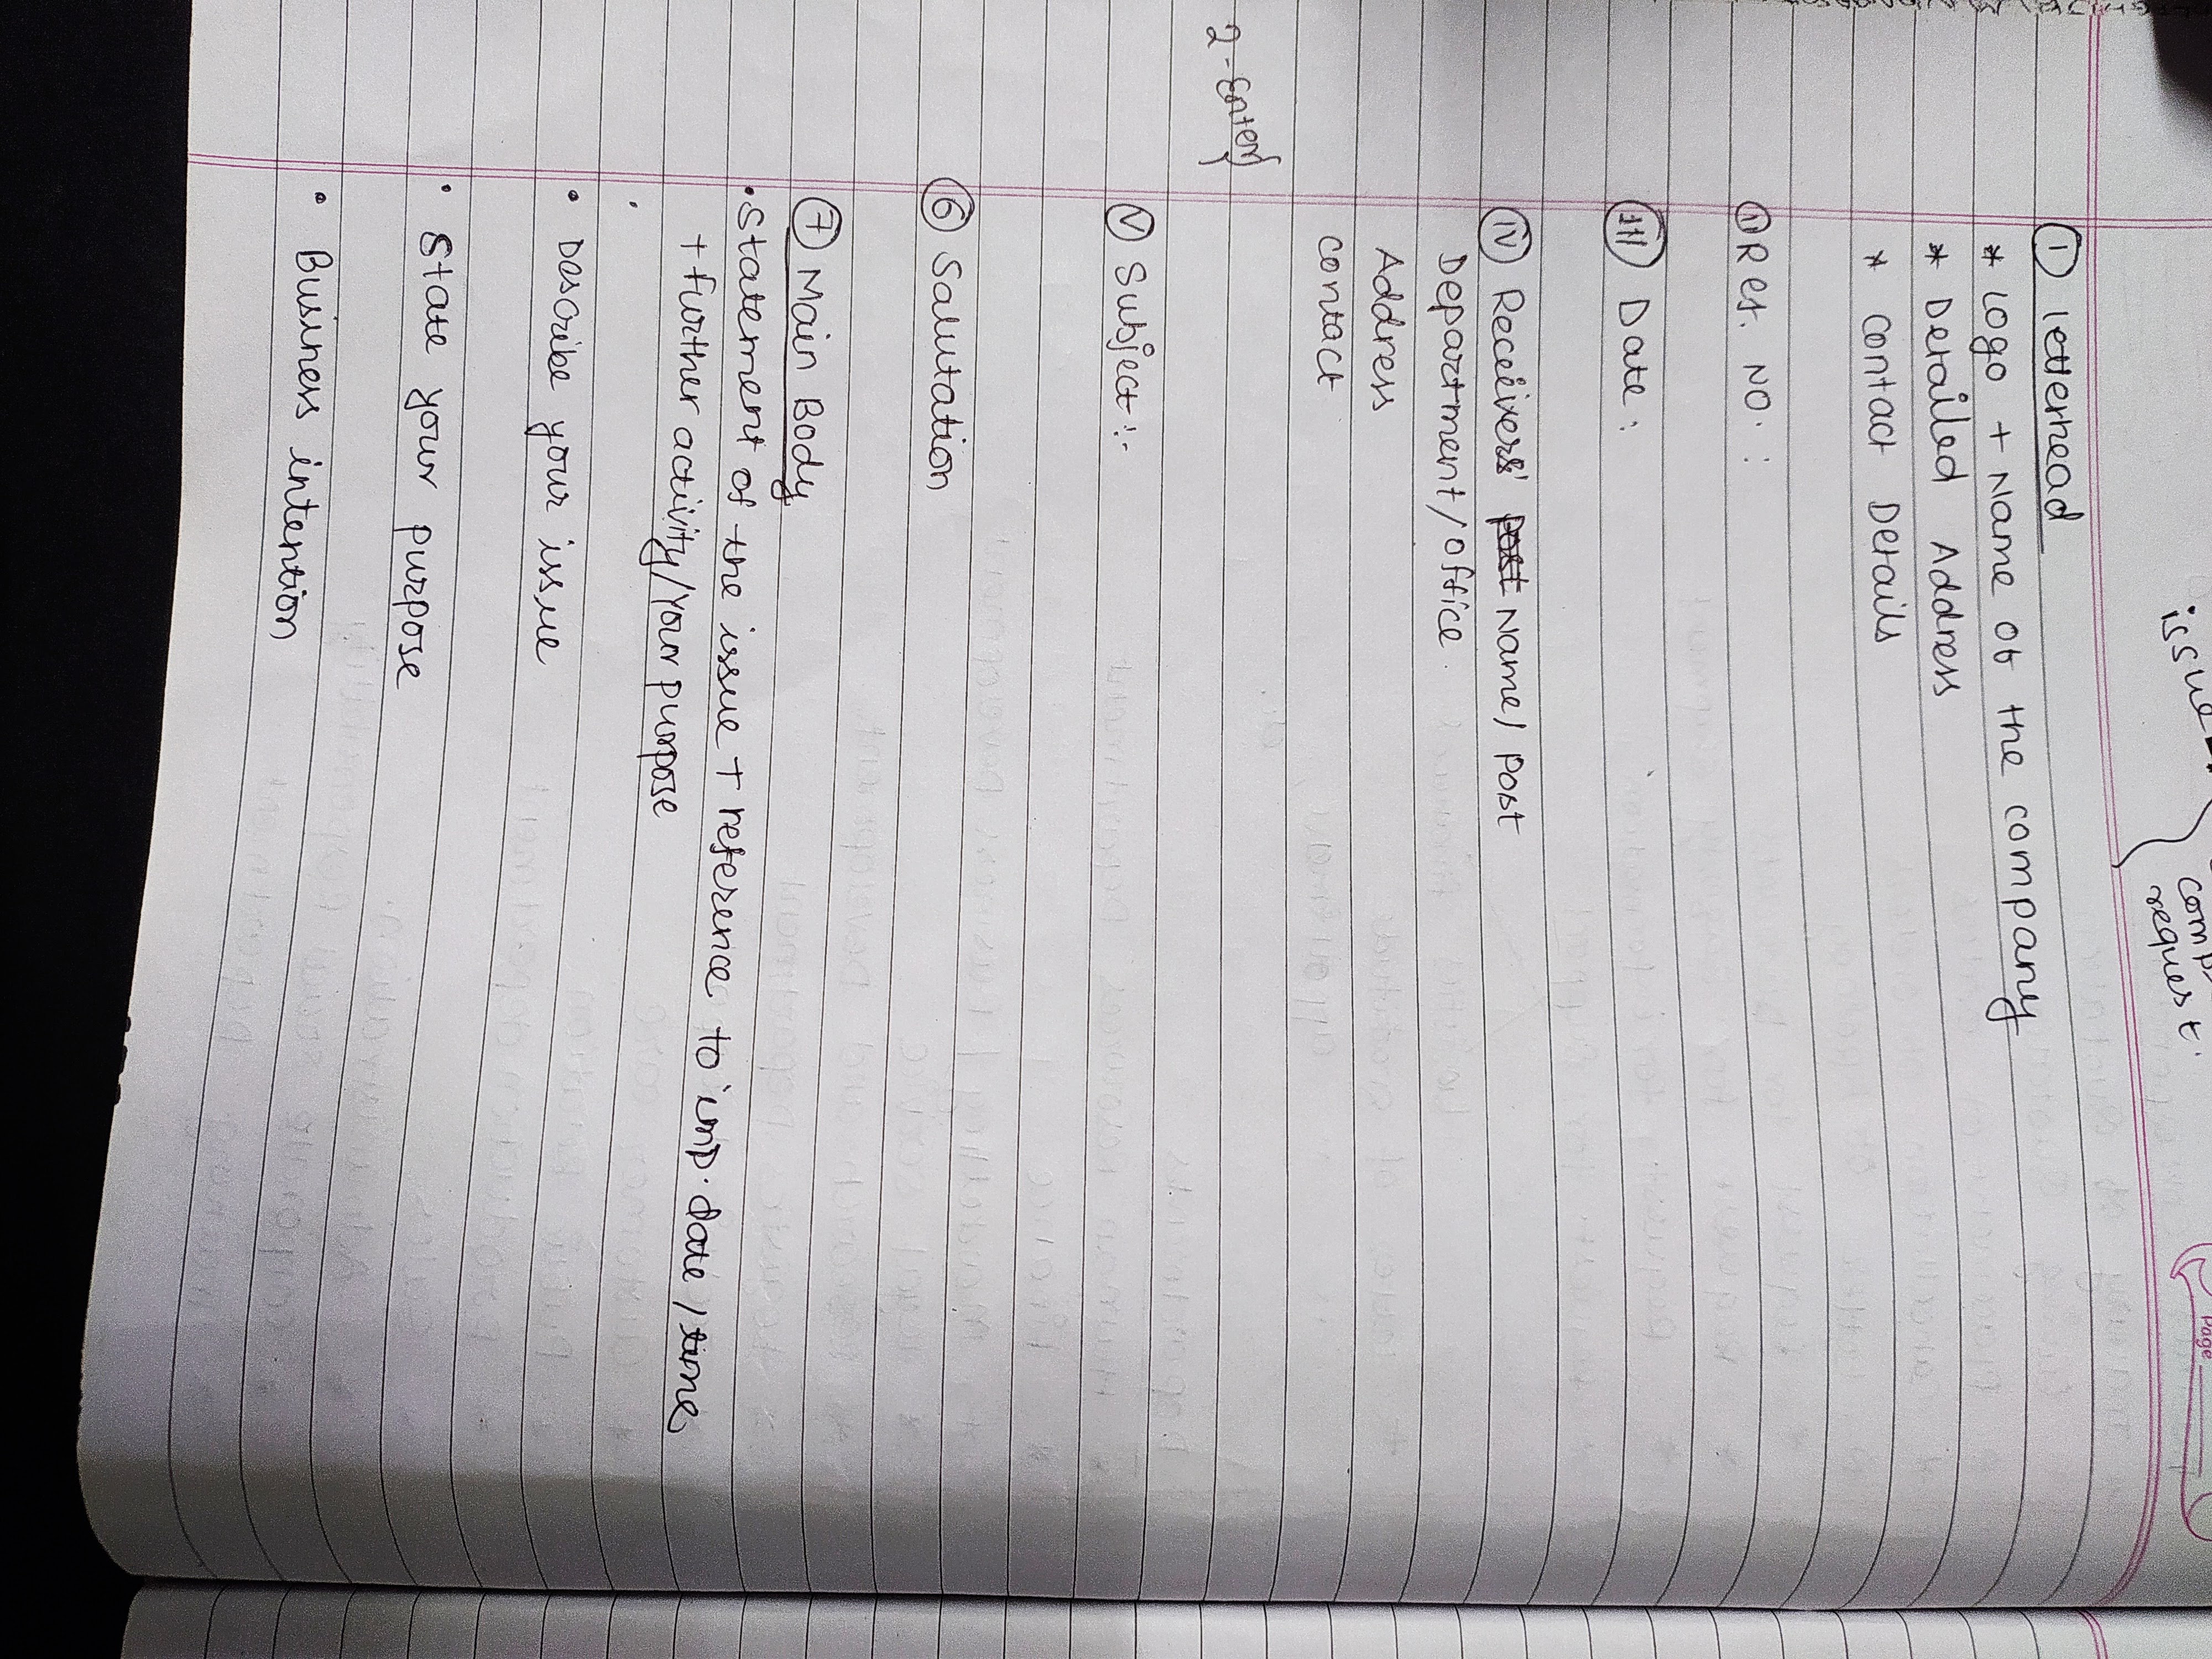 issue
comp
request.
Page
① letterhead
* logo + Name of the company
* Detailed Address
* contact Details
Ref. NO. :
III Date :
IV Receivers' Name/ post
Department/office.
Address
contact
2-Enter}
V Subject :-
⑥ Salutation
⑦ Main Body
• Statement of the issue + reference to imp. date / time
+ further activity/your purpose
• Describe your issue
• State your purpose
• Business intention